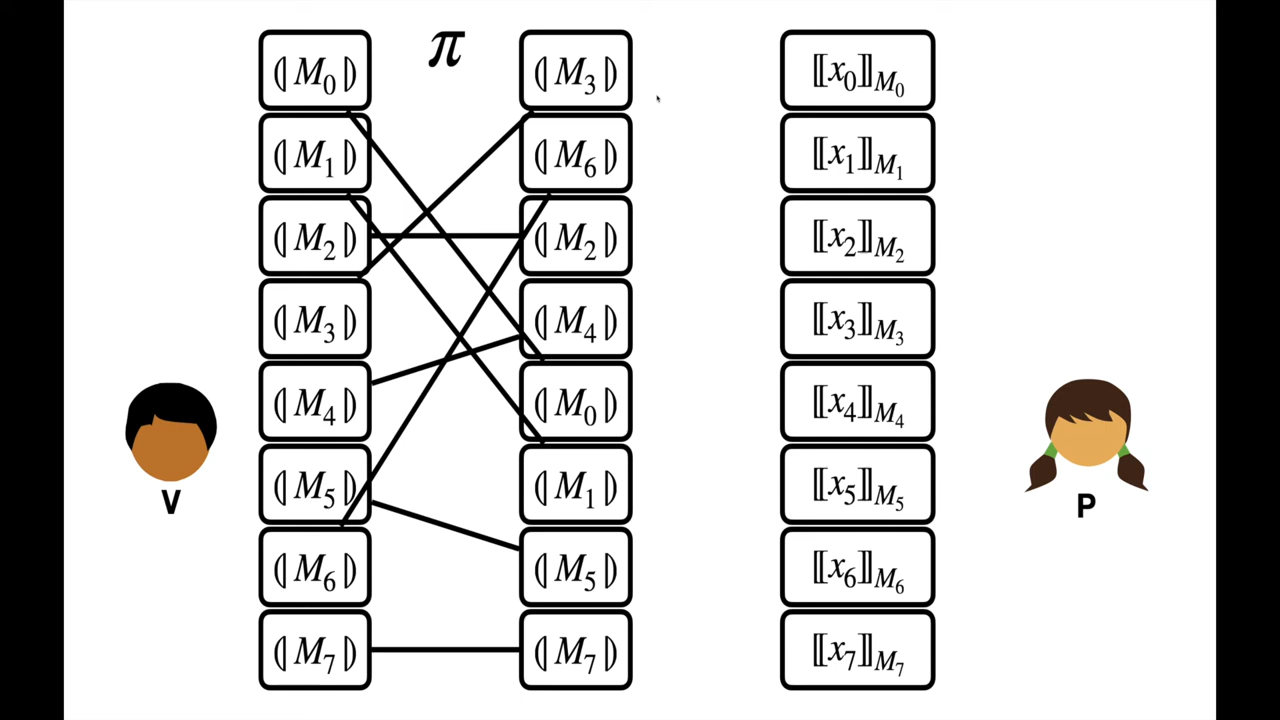 π
⦇M₀⦈ ⦇M₃⦈ ⟦x₀⟧M₀
⦇M₁⦈ ⦇M₆⦈ ⟦x₁⟧M₁
⦇M₂⦈ ⦇M₂⦈ ⟦x₂⟧M₂
⦇M₃⦈ ⦇M₄⦈ ⟦x₃⟧M₃
⦇M₄⦈ ⦇M₀⦈ ⟦x₄⟧M₄
⦇M₅⦈ ⦇M₁⦈ ⟦x₅⟧M₅
V P
⦇M₆⦈ ⦇M₅⦈ ⟦x₆⟧M₆
⦇M₇⦈ ⦇M₇⦈ ⟦x₇⟧M₇